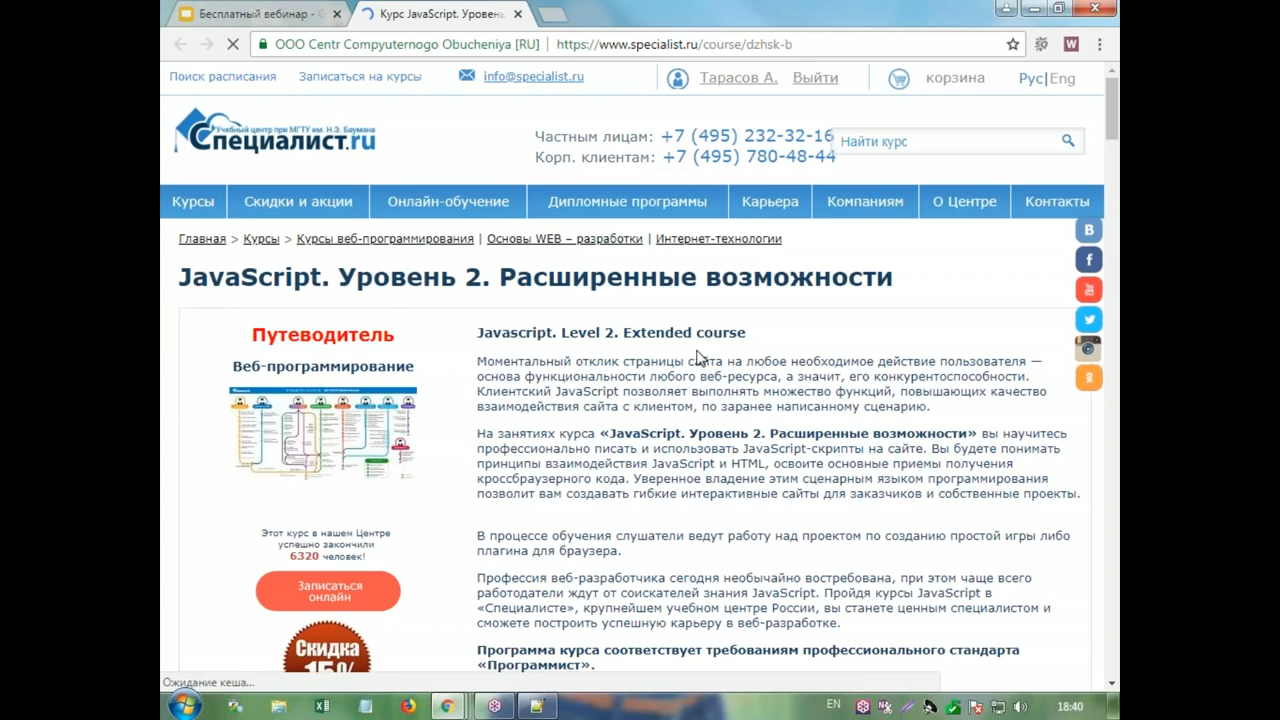 Бесплатный вебинар -
Курс JavaScript. Уровень
ООО Centr Compyuternogo Obucheniya [RU] | https://www.specialist.ru/course/dzhsk-b
Поиск расписания Записаться на курсы info@specialist.ru Тарасов А. Выйти корзина Рус|Eng
Учебный центр при МГТУ им. Н.Э. Баумана
Специалист.ru
Частным лицам: +7 (495) 232-32-16
Корп. клиентам: +7 (495) 780-48-44
Найти курс
Курсы Скидки и акции Онлайн-обучение Дипломные программы Карьера Компаниям О Центре Контакты
Главная > Курсы > Курсы веб-программирования | Основы WEB – разработки | Интернет-технологии
JavaScript. Уровень 2. Расширенные возможности
Путеводитель
Веб-программирование
Этот курс в нашем Центре
успешно закончили
6320 человек!
Записаться
онлайн
Скидка
15%
Javascript. Level 2. Extended course
Моментальный отклик страницы сайта на любое необходимое действие пользователя —
основа функциональности любого веб-ресурса, а значит, его конкурентоспособности.
Клиентский JavaScript позволяет выполнять множество функций, повышающих качество
взаимодействия сайта с клиентом, по заранее написанному сценарию.
На занятиях курса «JavaScript. Уровень 2. Расширенные возможности» вы научитесь
профессионально писать и использовать JavaScript-скрипты на сайте. Вы будете понимать
принципы взаимодействия JavaScript и HTML, освоите основные приемы получения
кроссбраузерного кода. Уверенное владение этим сценарным языком программирования
позволит вам создавать гибкие интерактивные сайты для заказчиков и собственные проекты.
В процессе обучения слушатели ведут работу над проектом по созданию простой игры либо
плагина для браузера.
Профессия веб-разработчика сегодня необычайно востребована, при этом чаще всего
работодатели ждут от соискателей знания JavaScript. Пройдя курсы JavaScript в
«Специалисте», крупнейшем учебном центре России, вы станете ценным специалистом и
сможете построить успешную карьеру в веб-разработке.
Программа курса соответствует требованиям профессионального стандарта
«Программист».
Ожидание кеша...
EN 18:40